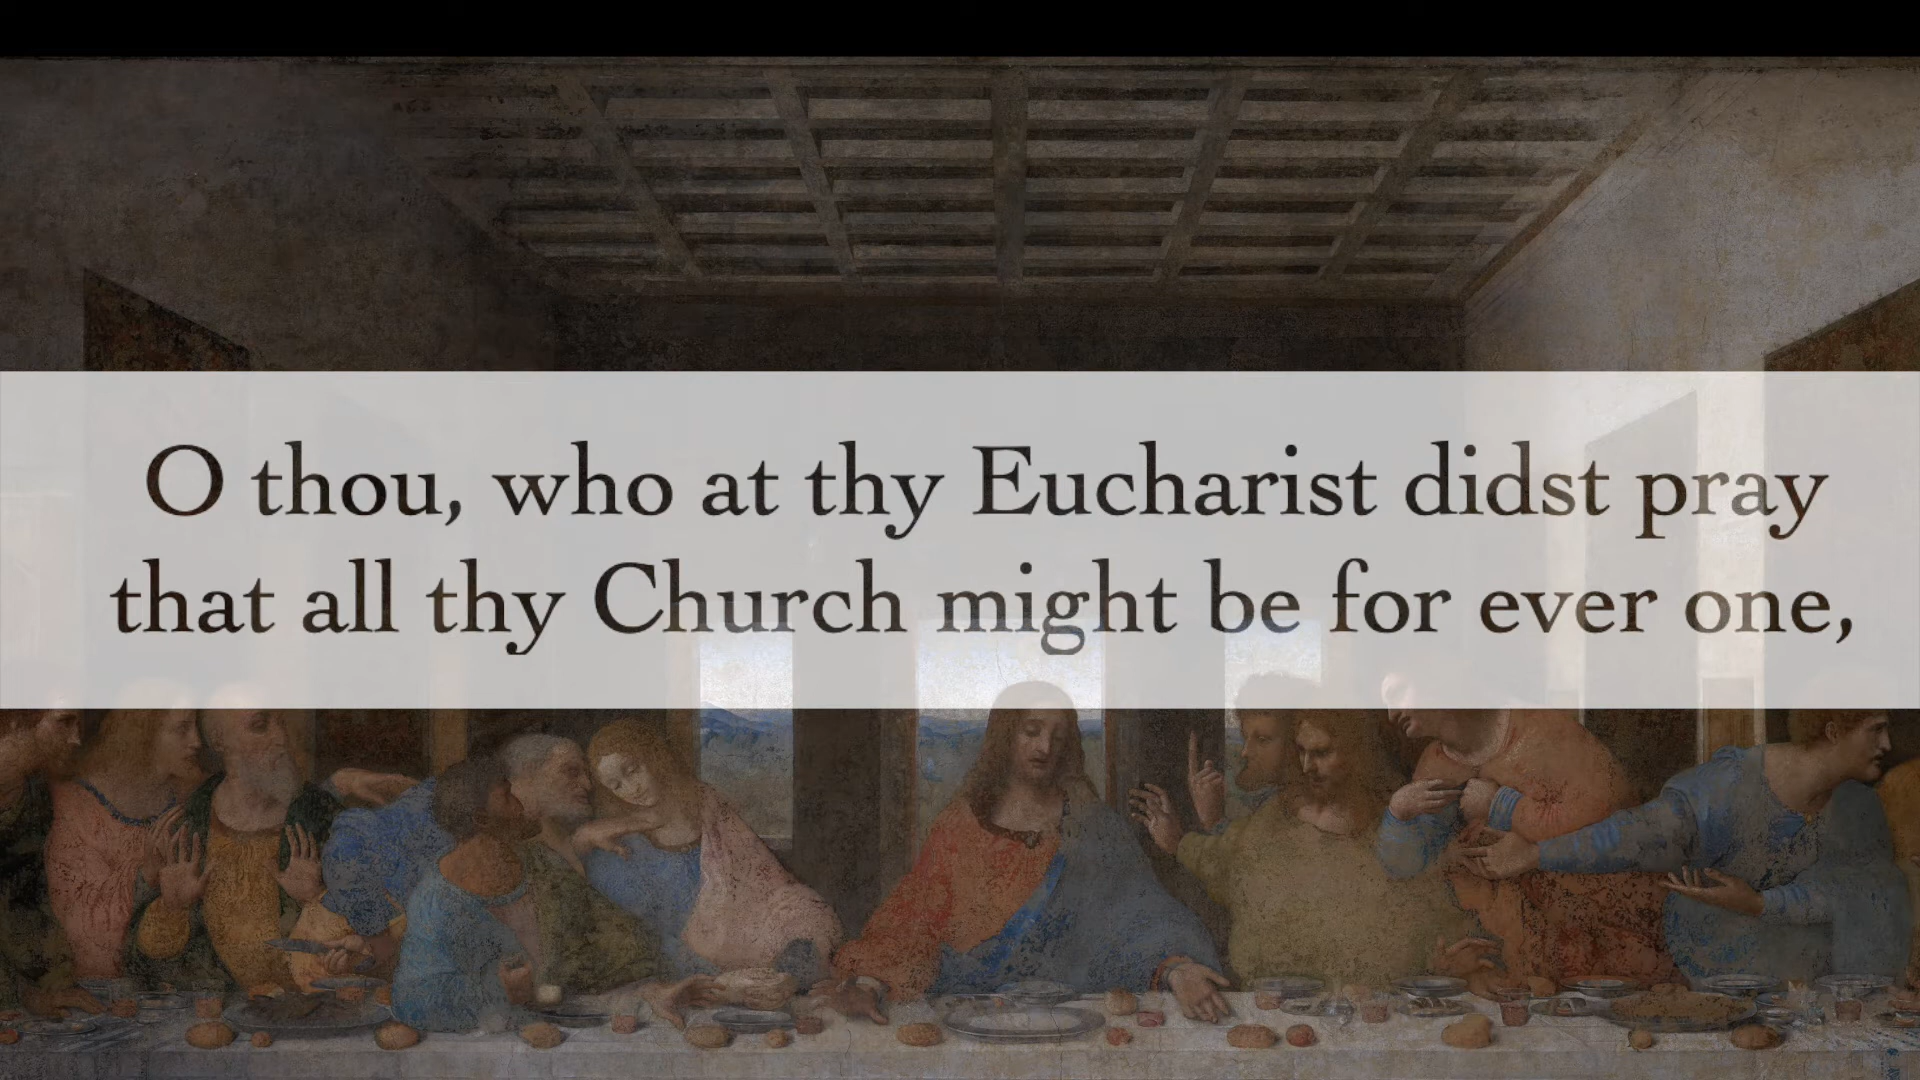 O thou, who at thy Eucharist didst pray
that all thy Church might be for ever one,